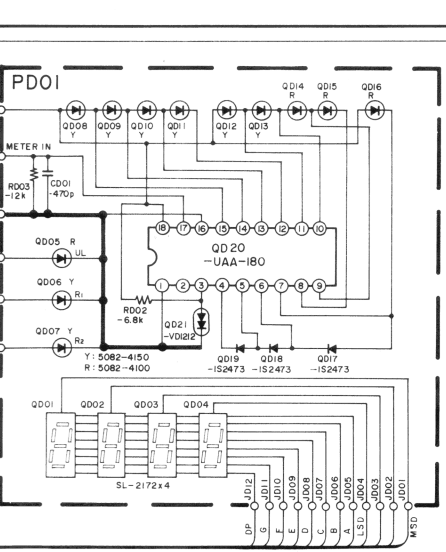 PD01
QD14 QD15 QD16
R R R
QD08 QD09 QD10 QD11 QD12 QD13
Y Y Y Y Y Y
METER IN
RD03
-12k
CD01
-470p
18 17 16 15 14 13 12 11 10
QD20
-UAA-180
1 2 3 4 5 6 7 8 9
QD05 R
UL
QD06 Y
R1
RD02
-6.8k
QD21
-VD1212
QD07 Y
R2
Y : 5082-4150
R : 5082-4100
QD19 QD18 QD17
-1S2473 -1S2473 -1S2473
QD01 QD02 QD03 QD04
SL-2172x4
JD12 JD11 JD10 JD09 JD08 JD07 JD06 JD05 JD04 JD03 JD02 JD01
DP G F E D C B A LSD MSD